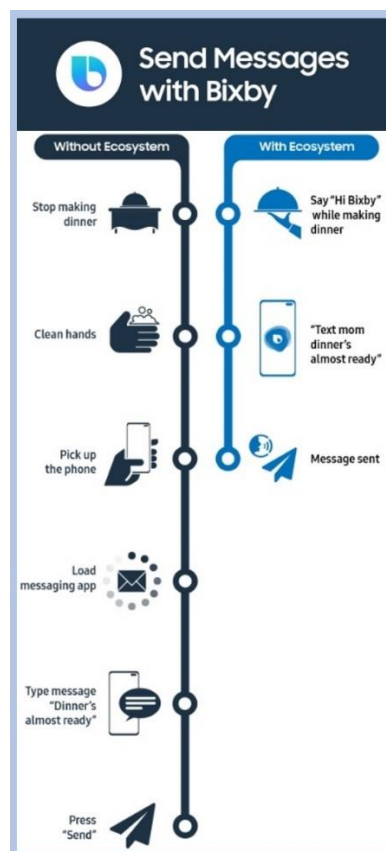 Send Messages
with Bixby
Without Ecosystem
Stop making
dinner
Clean hands
Pick up
the phone
Load
messaging app
Type message
"Dinner's
almost ready"
Press
"Send"
With Ecosystem
Say "Hi Bixby"
while making
dinner
"Text mom
dinner's
almost ready"
Message sent